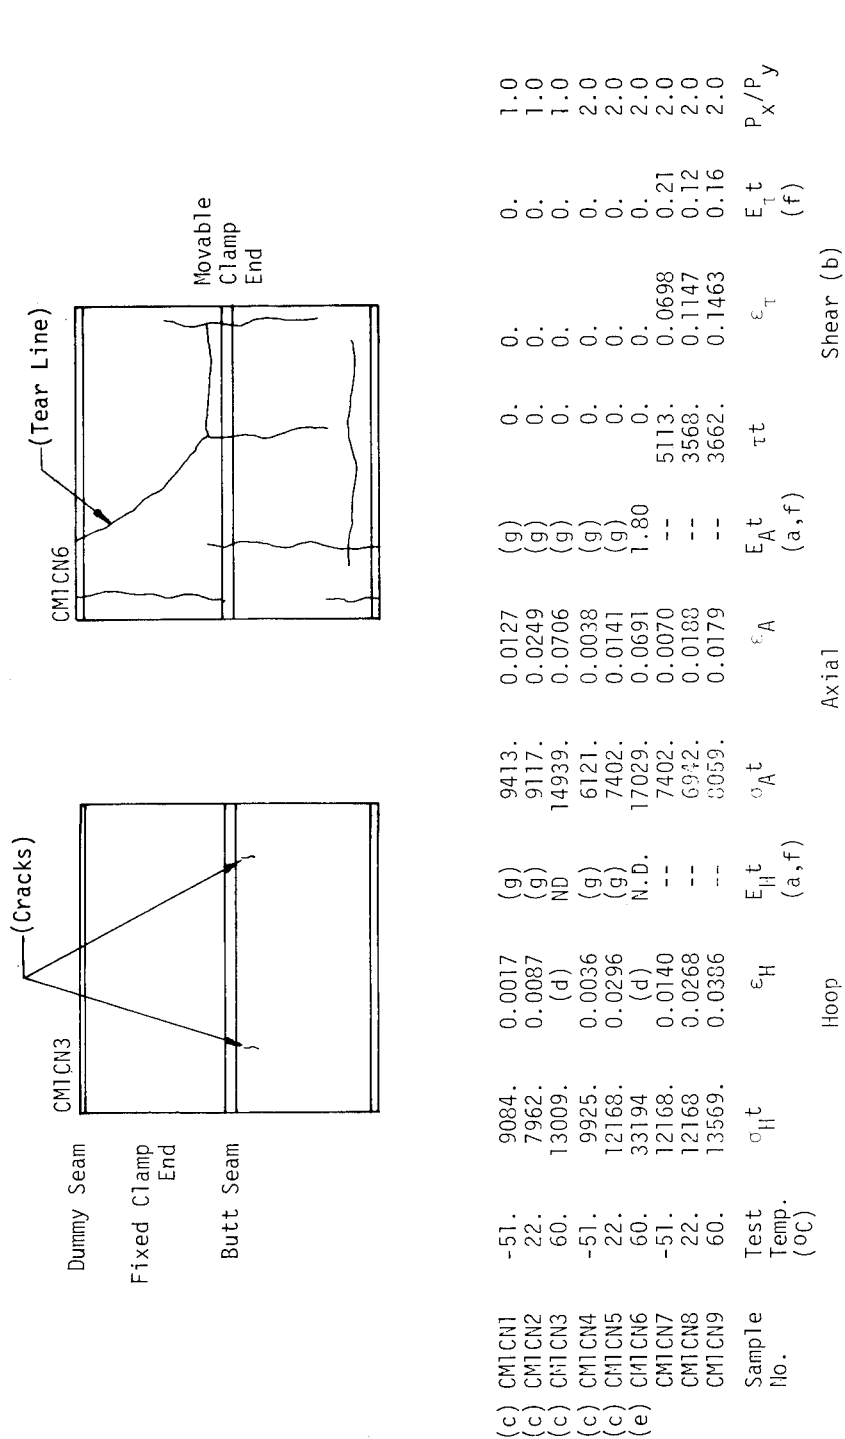 (Cracks)
(Tear Line)
CM1CN3
CM1CN6
Dummy Seam
Fixed Clamp
End
Butt Seam
Movable
Clamp
End
(c) CM1CN1 -51. 9084. 0.0017 (g) 9413. 0.0127 (g) 0. 0. 0. 1.0
(c) CM1CN2 22. 7962. 0.0087 (g) 9117. 0.0249 (g) 0. 0. 0. 1.0
(c) CM1CN3 60. 13009. (d) ND 14939. 0.0706 (g) 0. 0. 0. 1.0
(c) CM1CN4 -51. 9925. 0.0036 (g) 6121. 0.0038 (g) 0. 0. 0. 2.0
(c) CM1CN5 22. 12168. 0.0296 (g) 7402. 0.0141 (g) 0. 0. 0. 2.0
(e) CM1CN6 60. 33194 (d) N.D. 17029. 0.0691 1.80 0. 0. 0. 2.0
CM1CN7 -51. 12168. 0.0140 -- 7402. 0.0070 -- 5113. 0.0698 0.21 2.0
CM1CN8 22. 12168 0.0268 -- 6942. 0.0188 -- 3568. 0.1147 0.12 2.0
CM1CN9 60. 13569. 0.0386 -- 8059. 0.0179 -- 3662. 0.1463 0.16 2.0
Sample Test σHt εH EHt σAt εA EAt τt ετ Eτt Px/Py
No. Temp. (a,f) (a,f) (f)
(ºC)
Hoop Axial Shear (b)